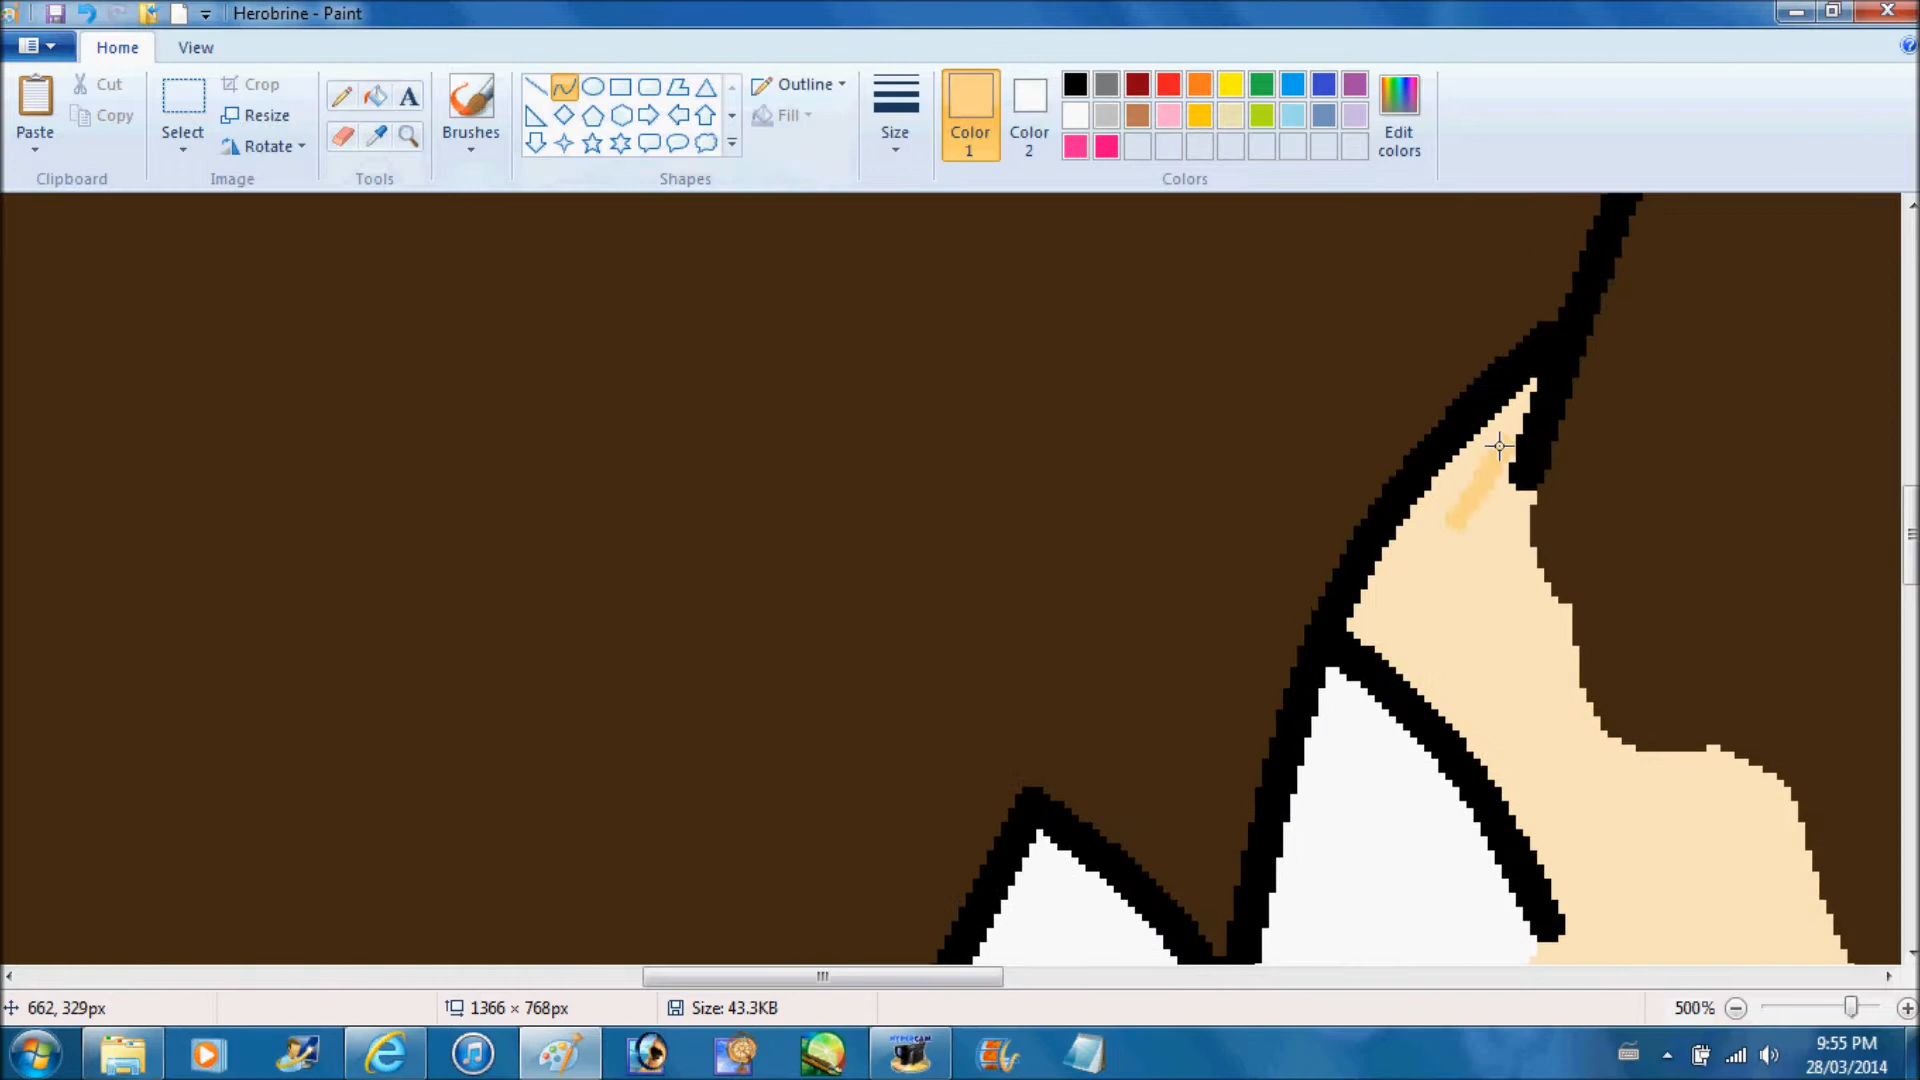 Herobrine - Paint
Home View
Paste Cut Copy Clipboard
Select Crop Resize Rotate Image
A
Tools
Brushes
Outline Fill Shapes
Size
Color 1 Color 2 Edit colors Colors
662, 329px 1366 × 768px Size: 43.3KB 500%
HYPERCAM
9:55 PM
28/03/2014